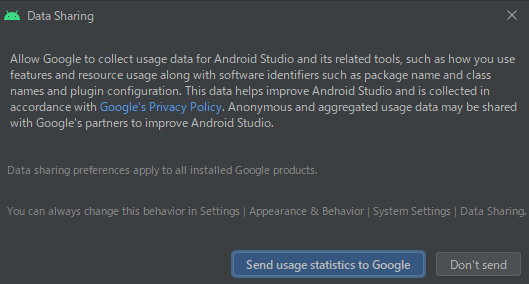 Data Sharing
Allow Google to collect usage data for Android Studio and its related tools, such as how you use
features and resource usage along with software identifiers such as package name and class
names and plugin configuration. This data helps improve Android Studio and is collected in
accordance with Google's Privacy Policy. Anonymous and aggregated usage data may be shared
with Google's partners to improve Android Studio.
Data sharing preferences apply to all installed Google products.
You can always change this behavior in Settings | Appearance & Behavior | System Settings | Data Sharing.
Send usage statistics to Google
Don't send